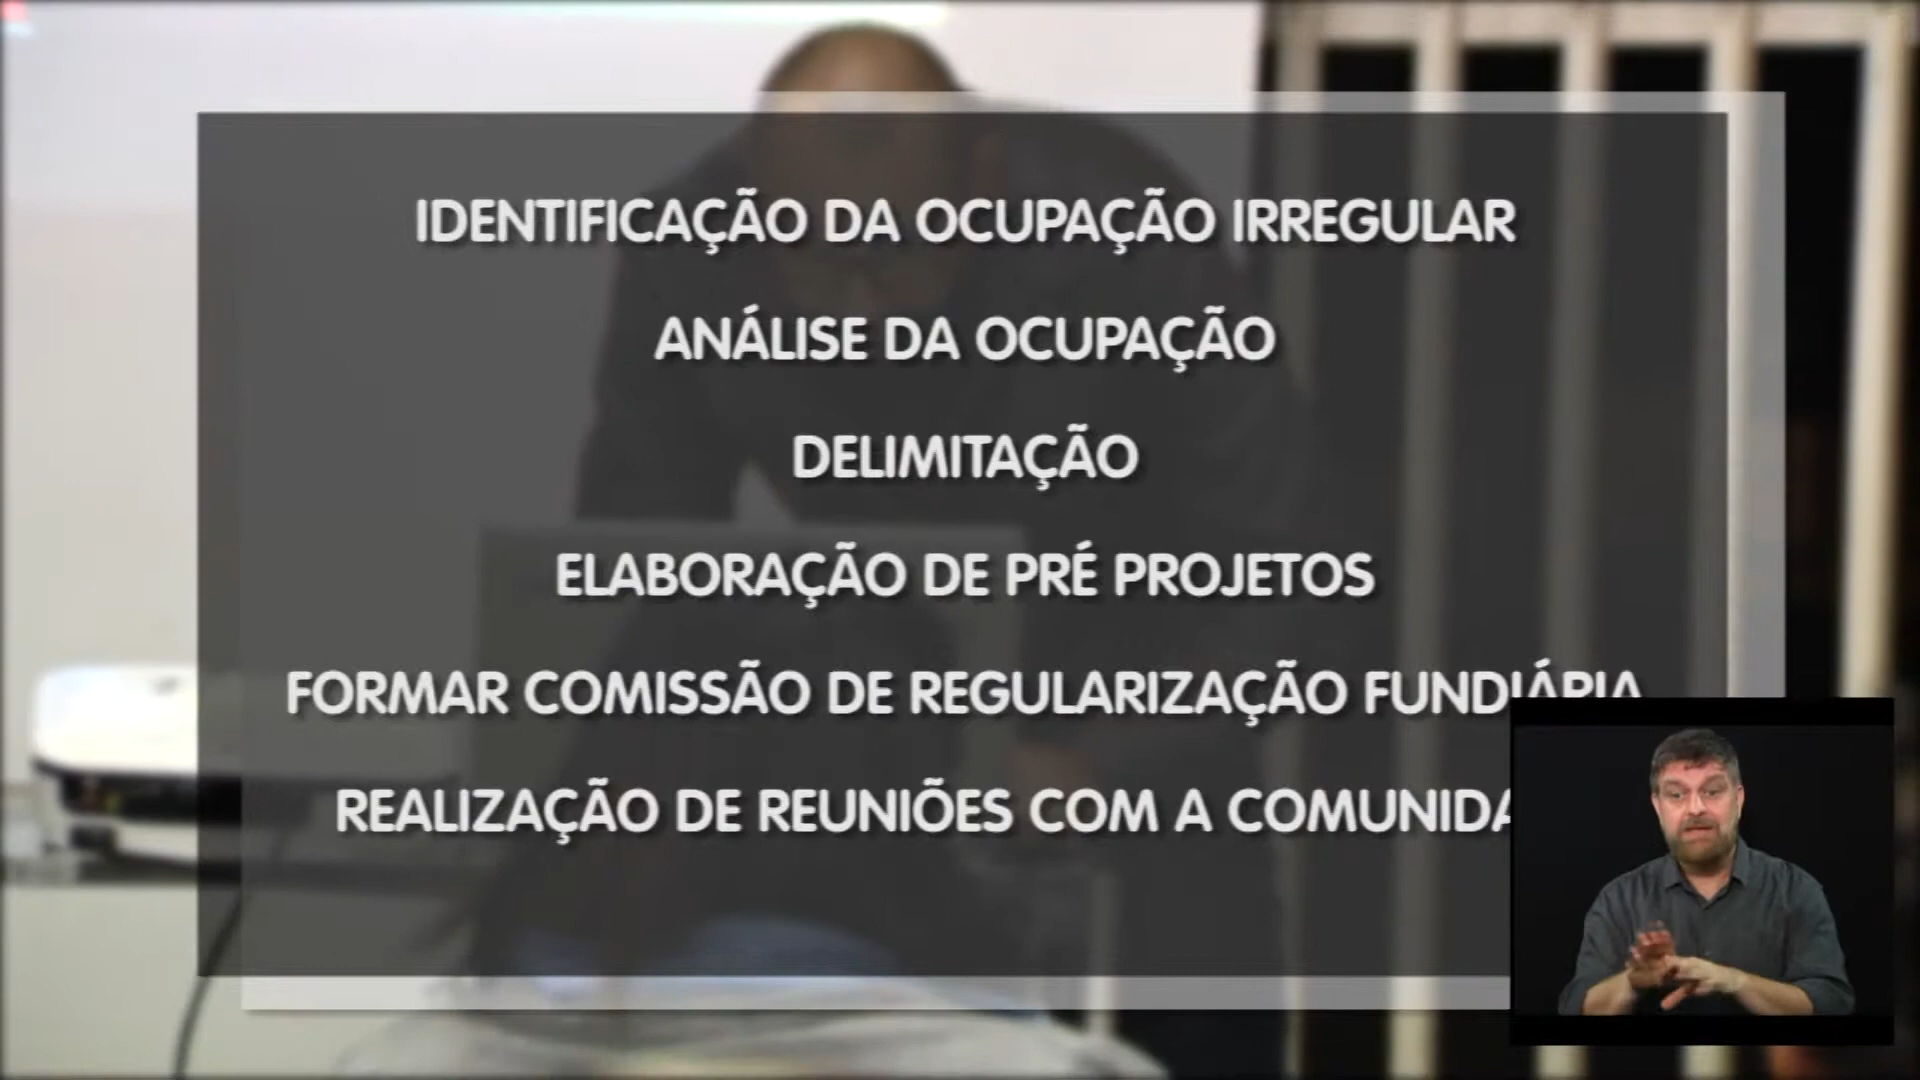 IDENTIFICAÇÃO DA OCUPAÇÃO IRREGULAR
ANÁLISE DA OCUPAÇÃO
DELIMITAÇÃO
ELABORAÇÃO DE PRÉ PROJETOS
FORMAR COMISSÃO DE REGULARIZAÇÃO FUNDIÁRIA
REALIZAÇÃO DE REUNIÕES COM A